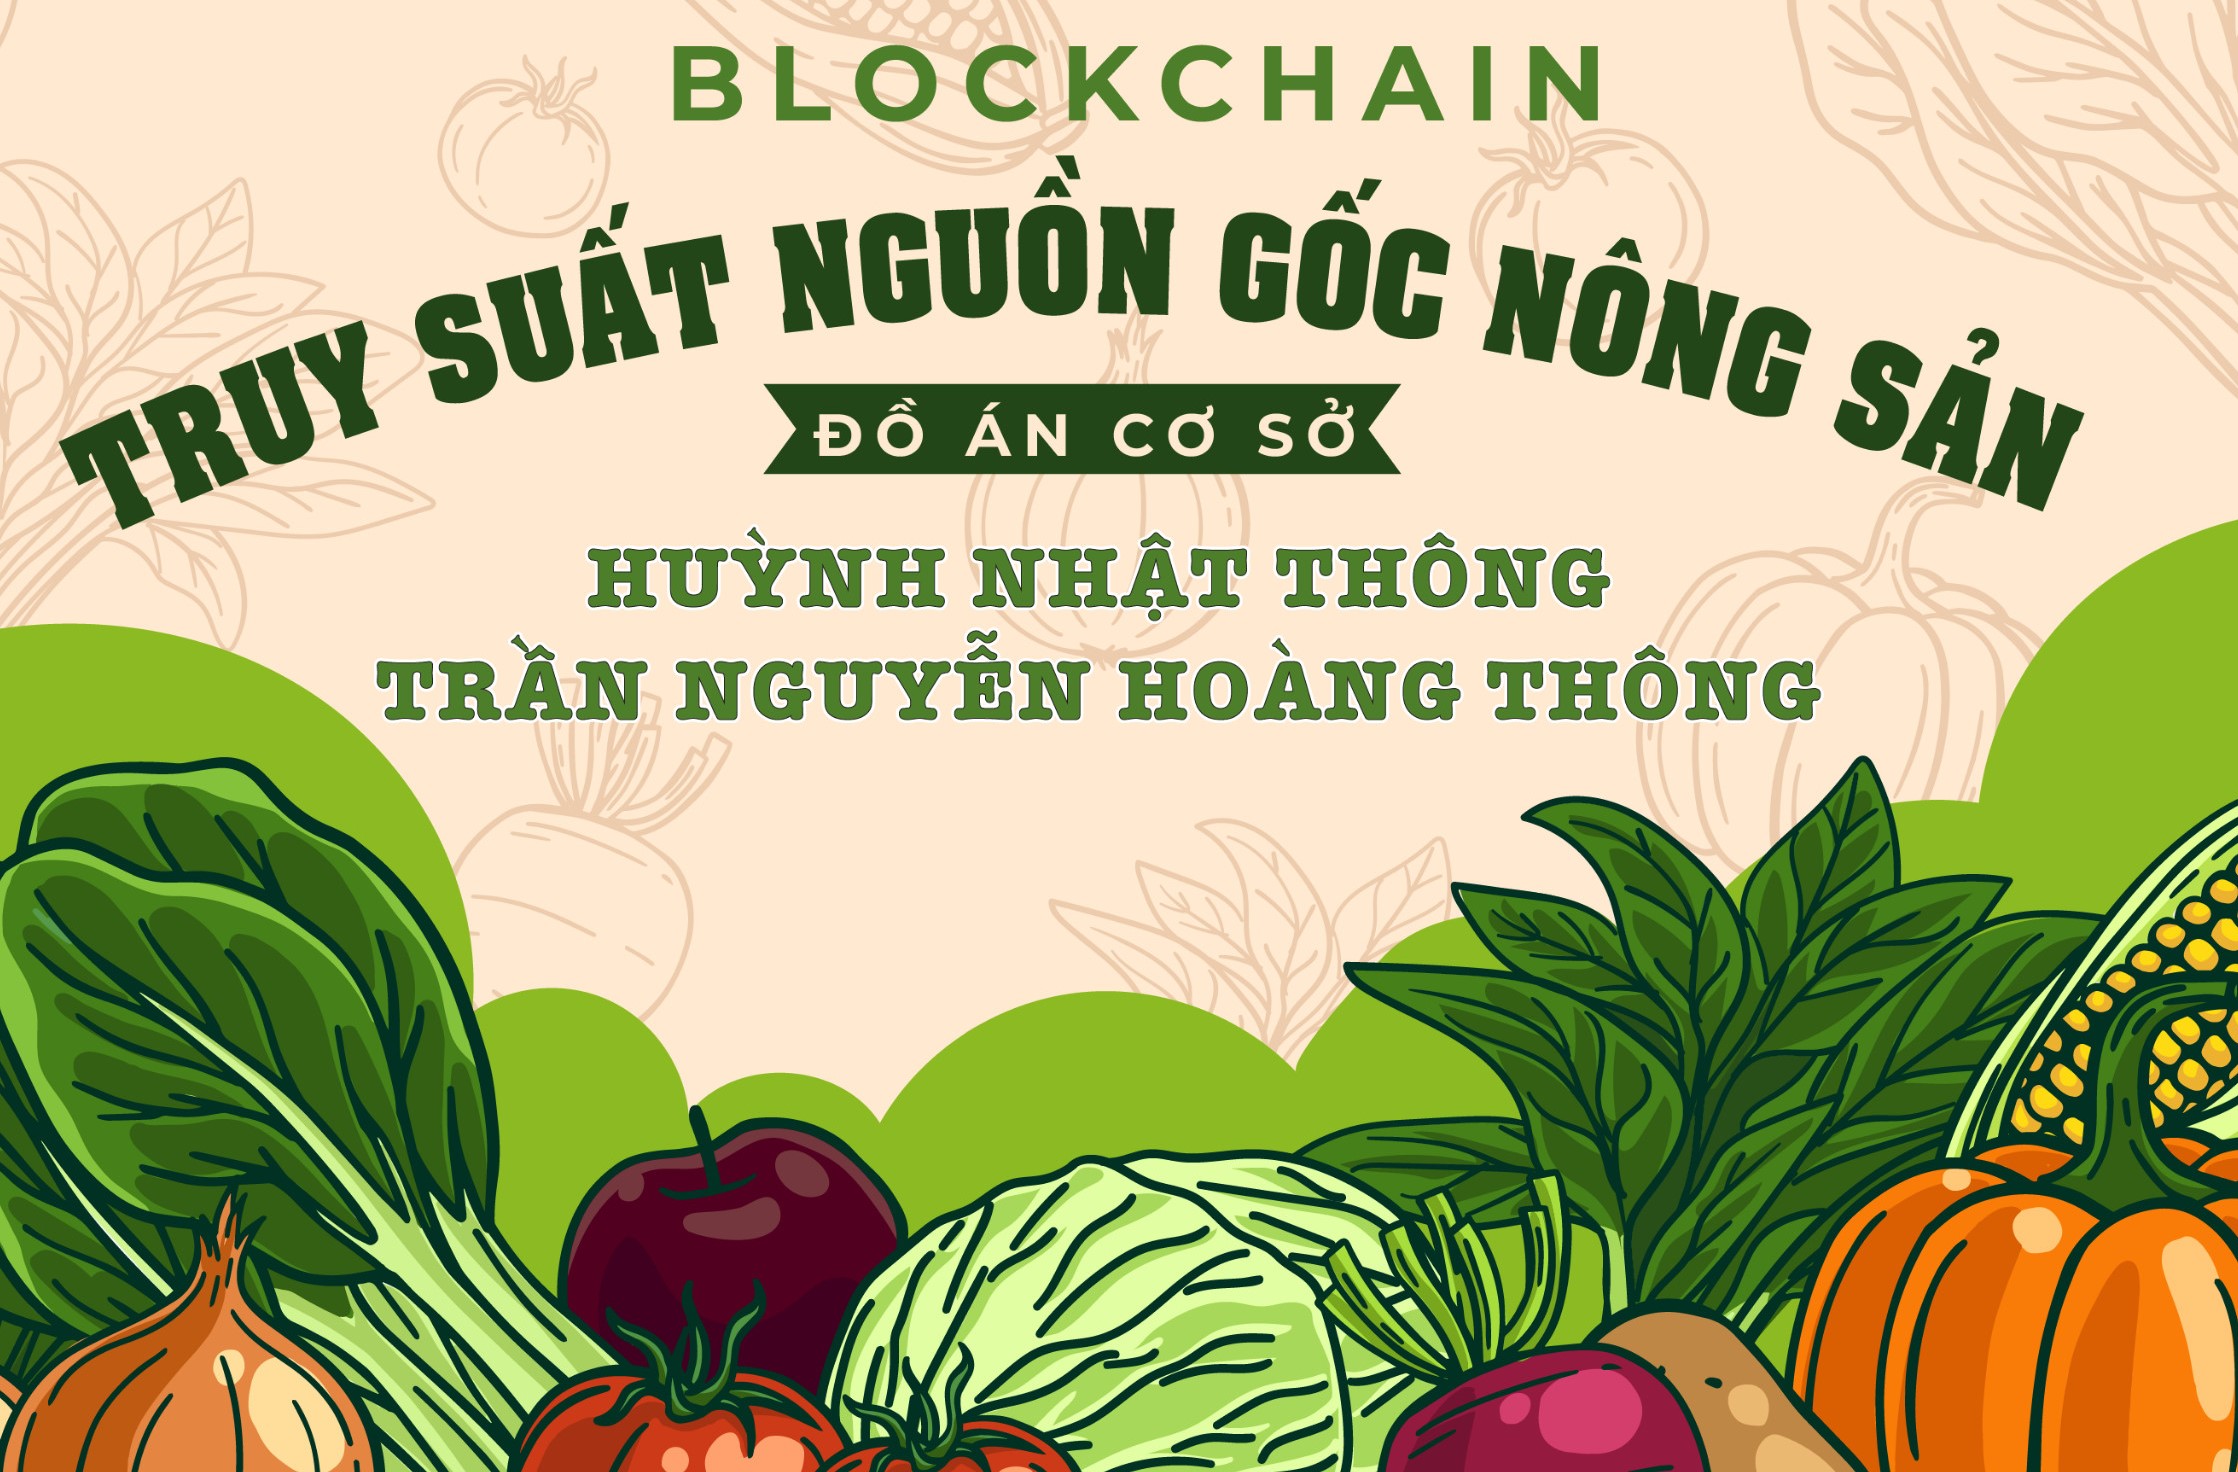 BLOCKCHAIN
TRUY SUẤT NGUỒN GỐC NÔNG SẢN
ĐỒ ÁN CƠ SỞ
HUỲNH NHẬT THÔNG
TRẦN NGUYỄN HOÀNG THÔNG